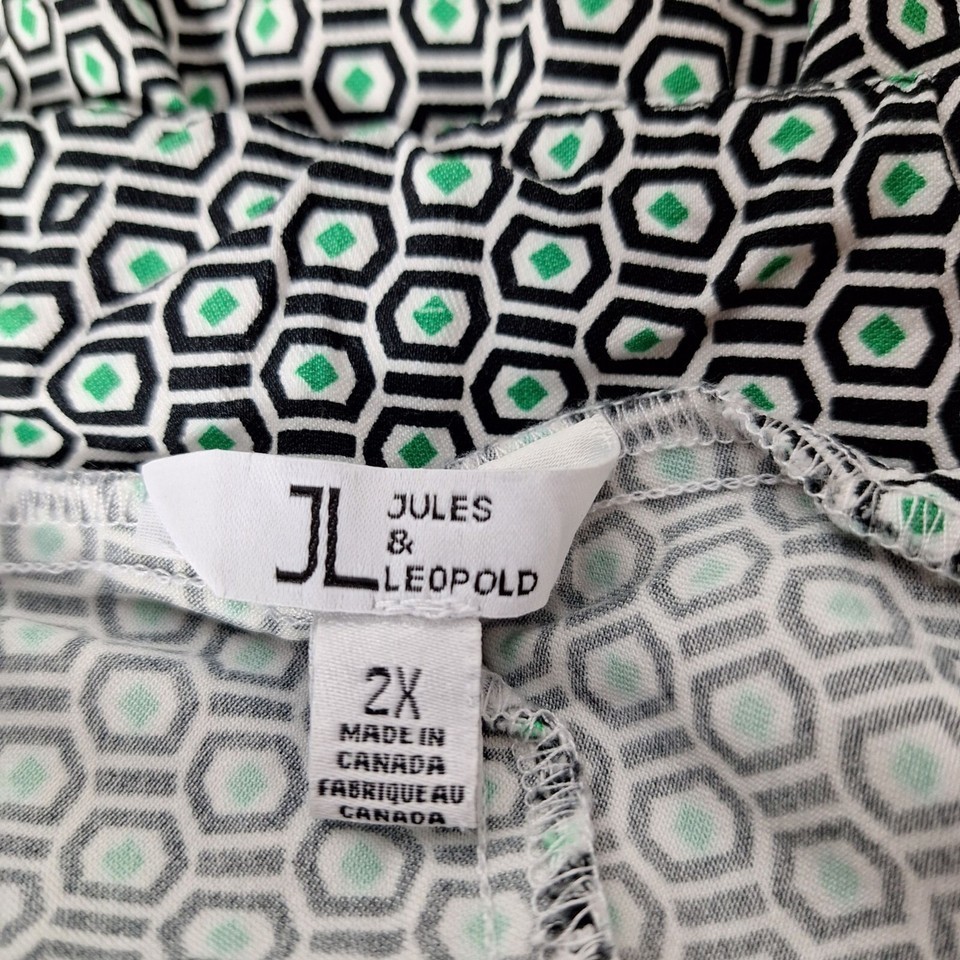 JL
JULES
&
LEOPOLD
2X
MADE IN
CANADA
FABRIQUE AU
CANADA